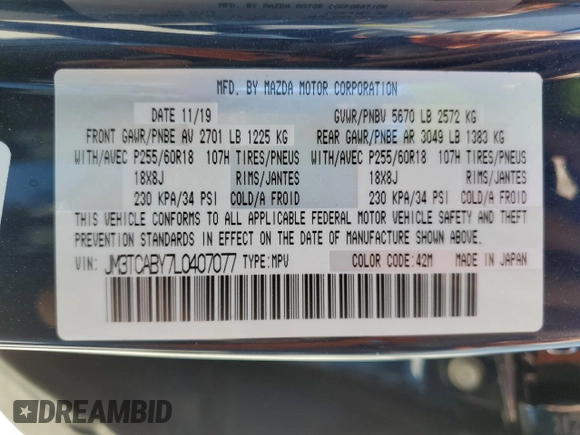 MFD. BY MAZDA MOTOR CORPORATION
DATE 11/19 GVWR/PNBV 5670 LB 2572 KG
FRONT GAWR/PNBE AV 2701 LB 1225 KG REAR GAWR/PNBE AR 3049 LB 1383 KG
WITH/AVEC P255/60R18 107H TIRES/PNEUS WITH/AVEC P255/60R18 107H TIRES/PNEUS
18X8J RIMS/JANTES 18X8J RIMS/JANTES
230 KPA/34 PSI COLD/A FROID 230 KPA/34 PSI COLD/A FROID
THIS VEHICLE CONFORMS TO ALL APPLICABLE FEDERAL MOTOR VEHICLE SAFETY AND THEFT
PREVENTION STANDARDS IN EFFECT ON THE DATE OF MANUFACTURE SHOWN ABOVE.
VIN: JM3TCABY7L0407077 TYPE:MPV COLOR CODE:42M MADE IN JAPAN
DREAMBID